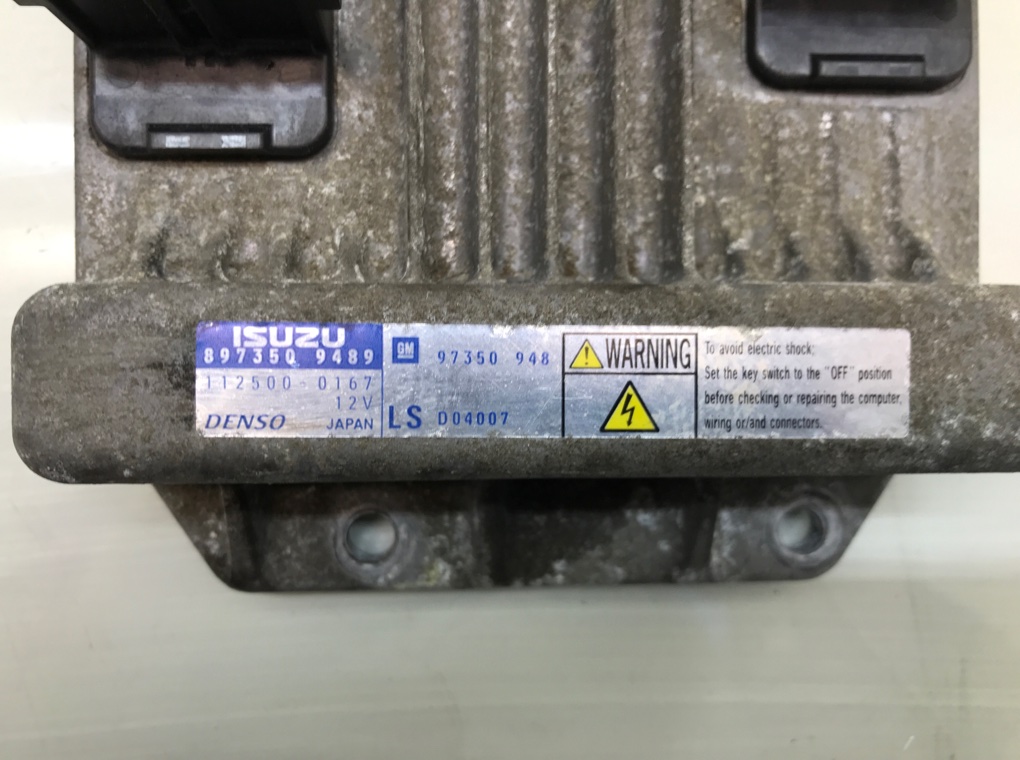 ISUZU
897350 9489
112500-0167
12V
DENSO JAPAN
GM 97350 948
LS D04007
WARNING
To avoid electric shock;
Set the key switch to the "OFF" position
before checking or repairing the computer,
wiring or/and connectors.